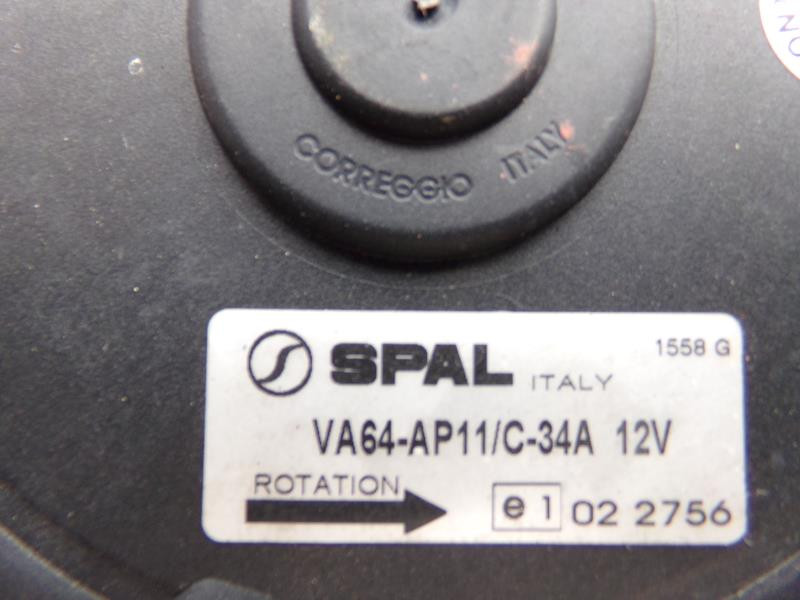 CORREGGIO ITALY
SPAL ITALY 1558 G
VA64-AP11/C-34A 12V
ROTATION
e 1 02 2756